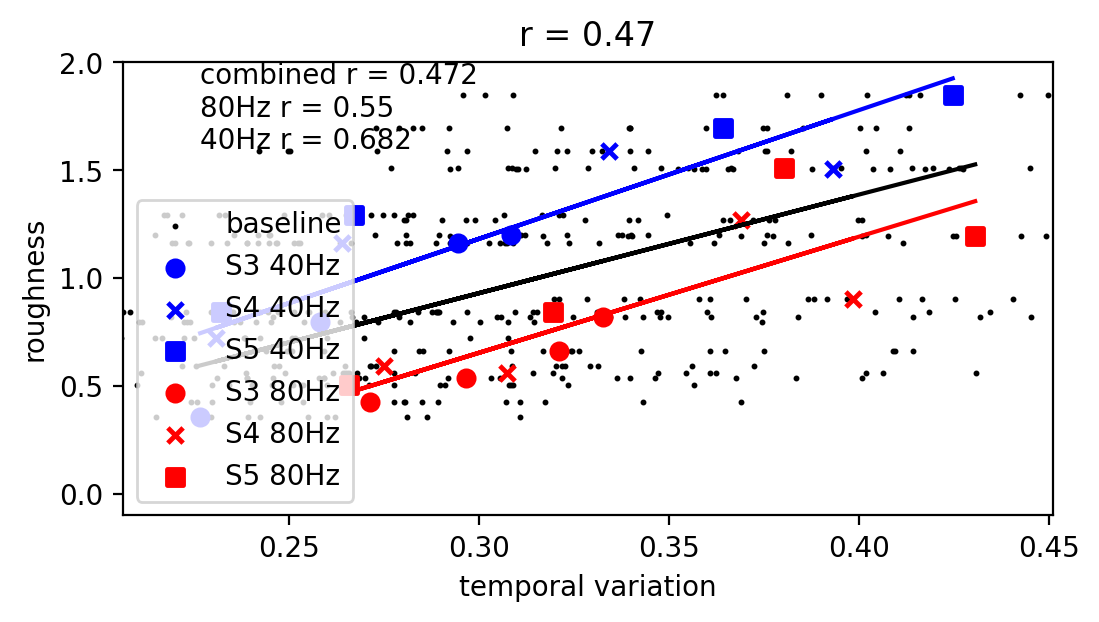 r = 0.47
combined r = 0.472
80Hz r = 0.55
40Hz r = 0.682
2.0
1.5
1.0
0.5
0.0
roughness
baseline
S3 40Hz
S4 40Hz
S5 40Hz
S3 80Hz
S4 80Hz
S5 80Hz
0.25 0.30 0.35 0.40 0.45
temporal variation